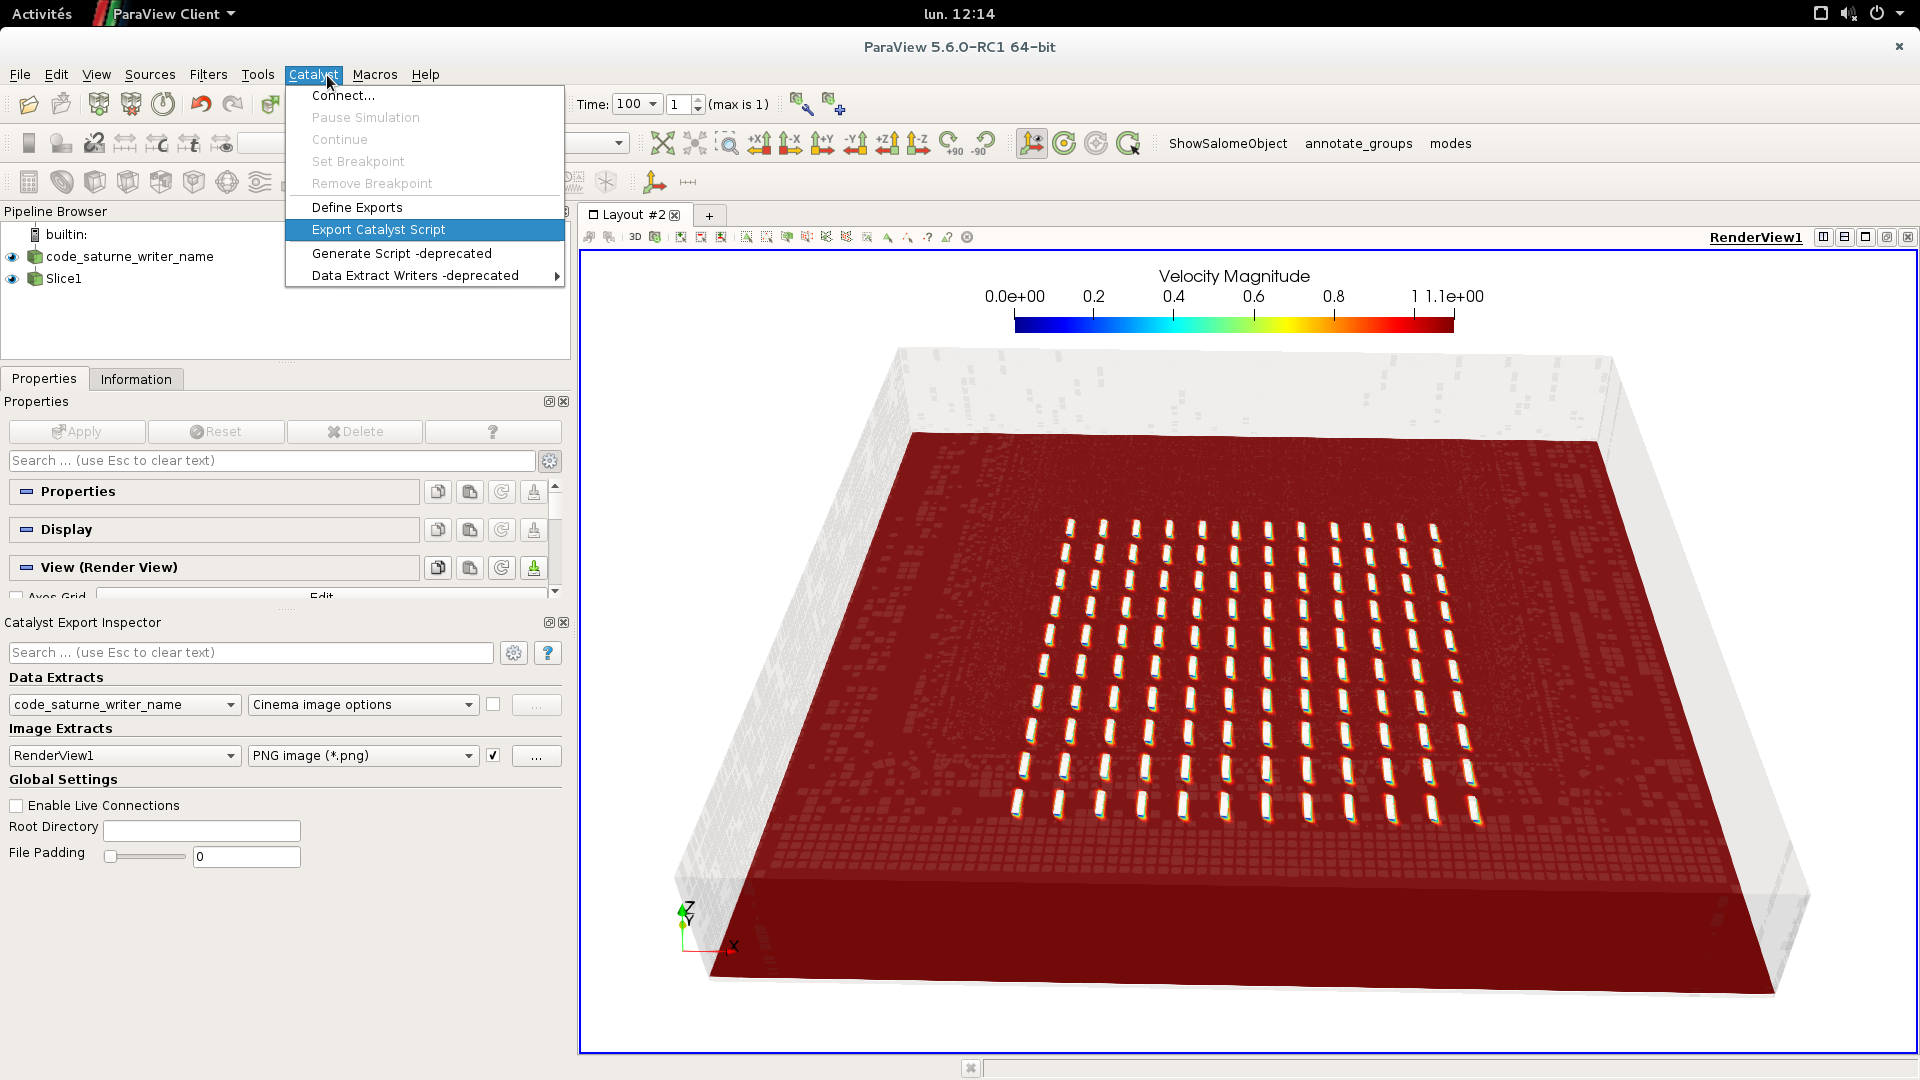 Activités
ParaView Client
lun. 12:14
ParaView 5.6.0-RC1 64-bit
File Edit View Sources Filters Tools Catalyst Macros Help
Connect...
Pause Simulation
Continue
Set Breakpoint
Remove Breakpoint
Define Exports
Export Catalyst Script
Generate Script -deprecated
Data Extract Writers -deprecated
Time: 100 1 (max is 1)
+X -X +Y -Y +Z -Z +90 -90
ShowSalomeObject annotate_groups modes
Pipeline Browser
builtin:
code_saturne_writer_name
Slice1
Properties Information
Properties
Apply Reset Delete ?
Search ... (use Esc to clear text)
Properties
Display
View (Render View)
Axes Grid Edit
Catalyst Export Inspector
Search ... (use Esc to clear text) ?
Data Extracts
code_saturne_writer_name Cinema image options ...
Image Extracts
RenderView1 PNG image (*.png) ...
Global Settings
Enable Live Connections
Root Directory
File Padding 0
Layout #2 +
3D
RenderView1
Velocity Magnitude
0.0e+00 0.2 0.4 0.6 0.8 1 1.1e+00
Z
Y
X